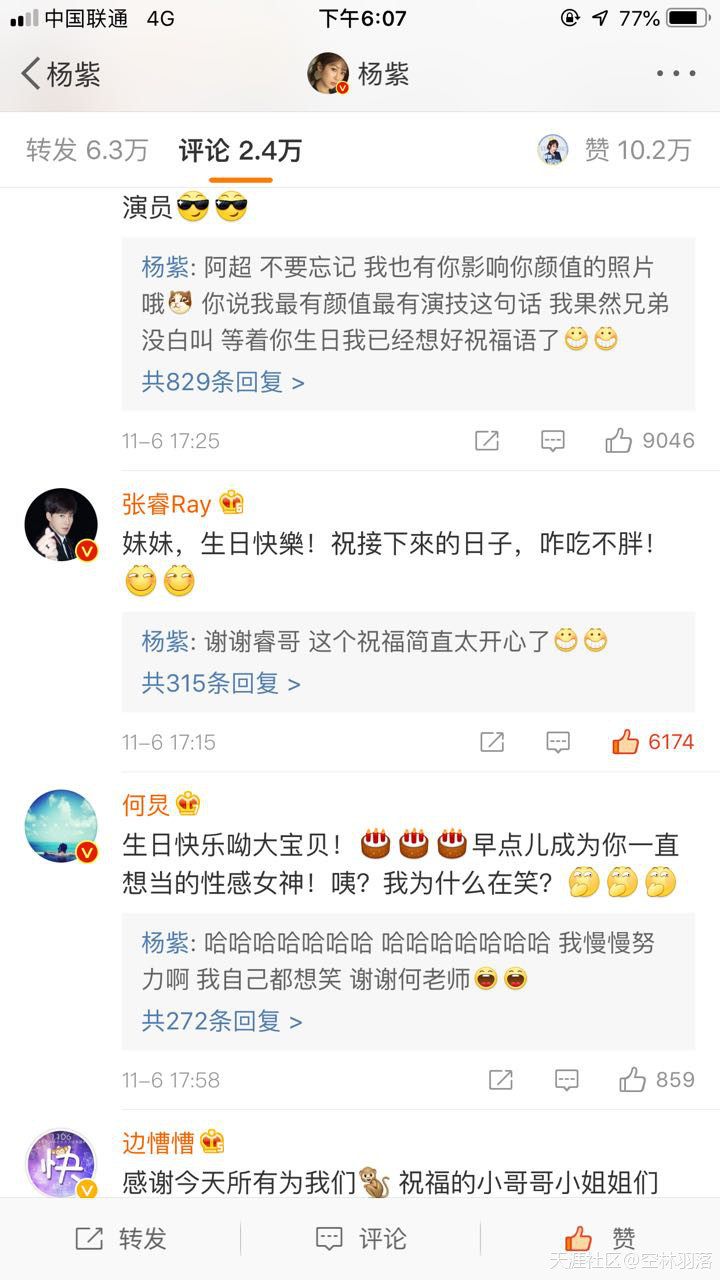 中国联通 4G 下午6:07 77%
杨紫 杨紫
转发 6.3万 评论 2.4万 赞 10.2万
演员
杨紫: 阿超 不要忘记 我也有你影响你颜值的照片
哦 你说我最有颜值最有演技这句话 我果然兄弟
没白叫 等着你生日我已经想好祝福语了
共829条回复 >
11-6 17:25 9046
张睿Ray
妹妹，生日快樂！祝接下來的日子，咋吃不胖！
杨紫: 谢谢睿哥 这个祝福简直太开心了
共315条回复 >
11-6 17:15 6174
何炅
生日快乐呦大宝贝！早点儿成为你一直
想当的性感女神！咦？我为什么在笑？
杨紫: 哈哈哈哈哈哈哈 哈哈哈哈哈哈哈 我慢慢努
力啊 我自己都想笑 谢谢何老师
共272条回复 >
11-6 17:58 859
1106
快
边慒慒
感谢今天所有为我们 祝福的小哥哥小姐姐们
转发 评论 赞
天涯社区@空林羽落